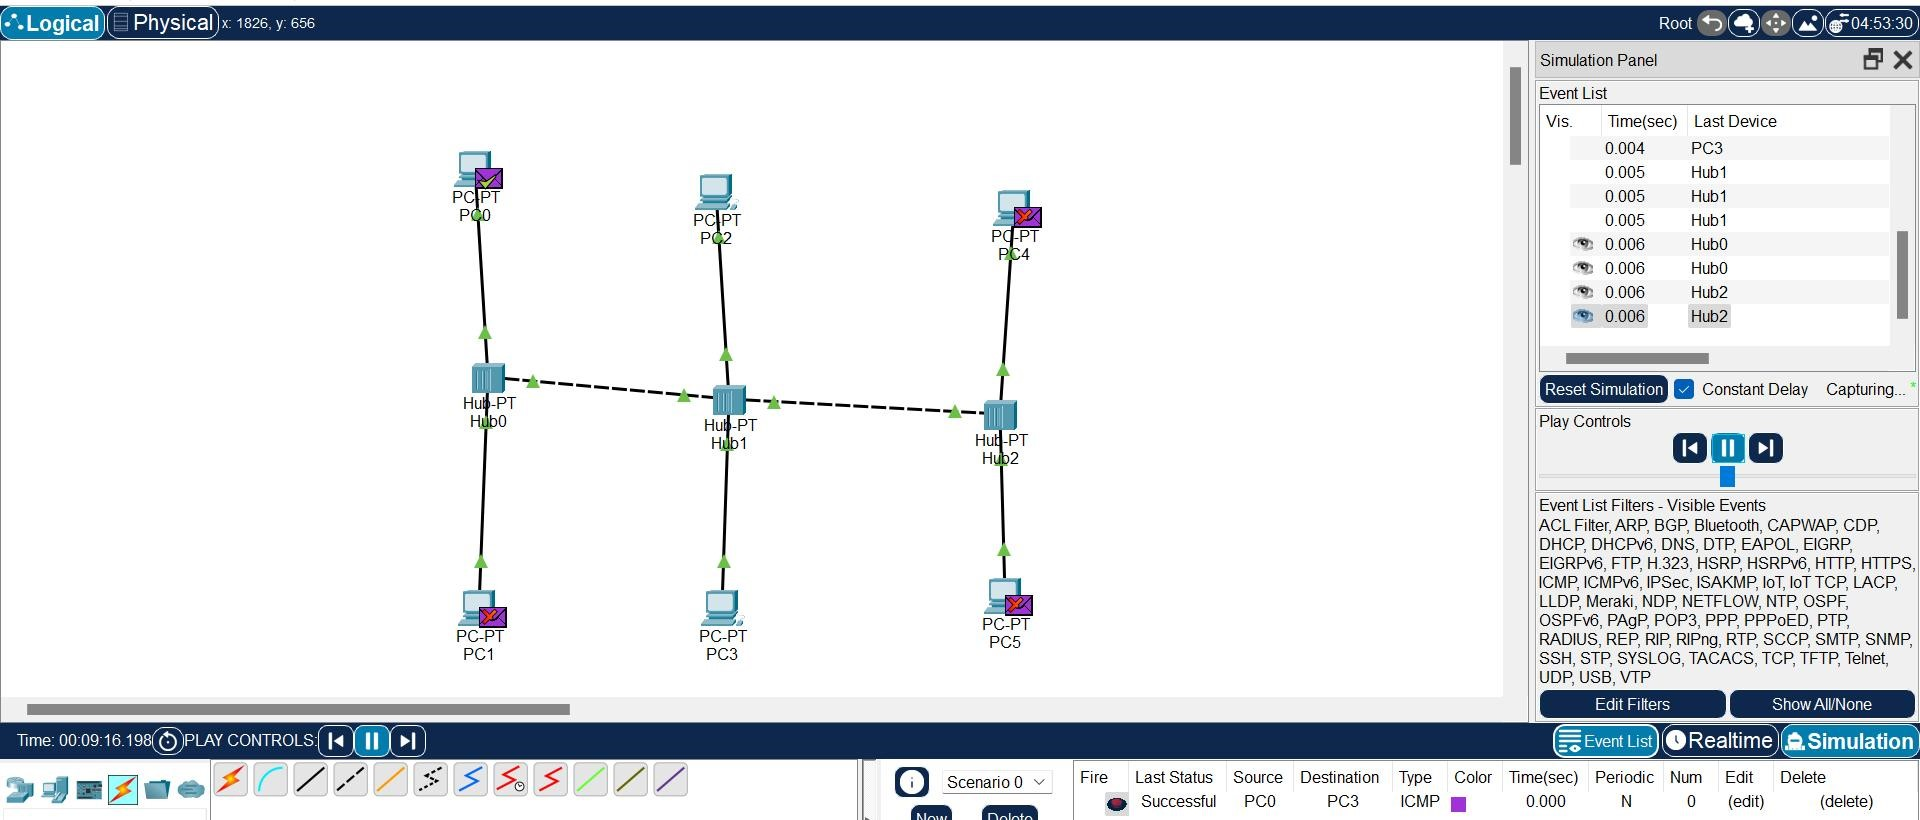 Logical Physical x: 1826, y: 656 Root 04:53:30
Simulation Panel
Event List
Vis. Time(sec) Last Device
0.004 PC3
0.005 Hub1
0.005 Hub1
0.005 Hub1
0.006 Hub0
0.006 Hub0
0.006 Hub2
0.006 Hub2
Reset Simulation Constant Delay Capturing... *
Play Controls
Event List Filters - Visible Events
ACL Filter, ARP, BGP, Bluetooth, CAPWAP, CDP,
DHCP, DHCPv6, DNS, DTP, EAPOL, EIGRP,
EIGRPv6, FTP, H.323, HSRP, HSRPv6, HTTP, HTTPS,
ICMP, ICMPv6, IPSec, ISAKMP, IoT, IoT TCP, LACP,
LLDP, Meraki, NDP, NETFLOW, NTP, OSPF,
OSPFv6, PAgP, POP3, PPP, PPPoED, PTP,
RADIUS, REP, RIP, RIPng, RTP, SCCP, SMTP, SNMP,
SSH, STP, SYSLOG, TACACS, TCP, TFTP, Telnet,
UDP, USB, VTP
Edit Filters Show All/None
PC-PT
PC0
PC-PT
PC2
PC-PT
PC4
Hub-PT
Hub0
Hub-PT
Hub1
Hub-PT
Hub2
PC-PT
PC1
PC-PT
PC3
PC-PT
PC5
Time: 00:09:16.198 PLAY CONTROLS: Event List Realtime Simulation
Scenario 0
New Delete
Fire Last Status Source Destination Type Color Time(sec) Periodic Num Edit Delete
Successful PC0 PC3 ICMP 0.000 N 0 (edit) (delete)